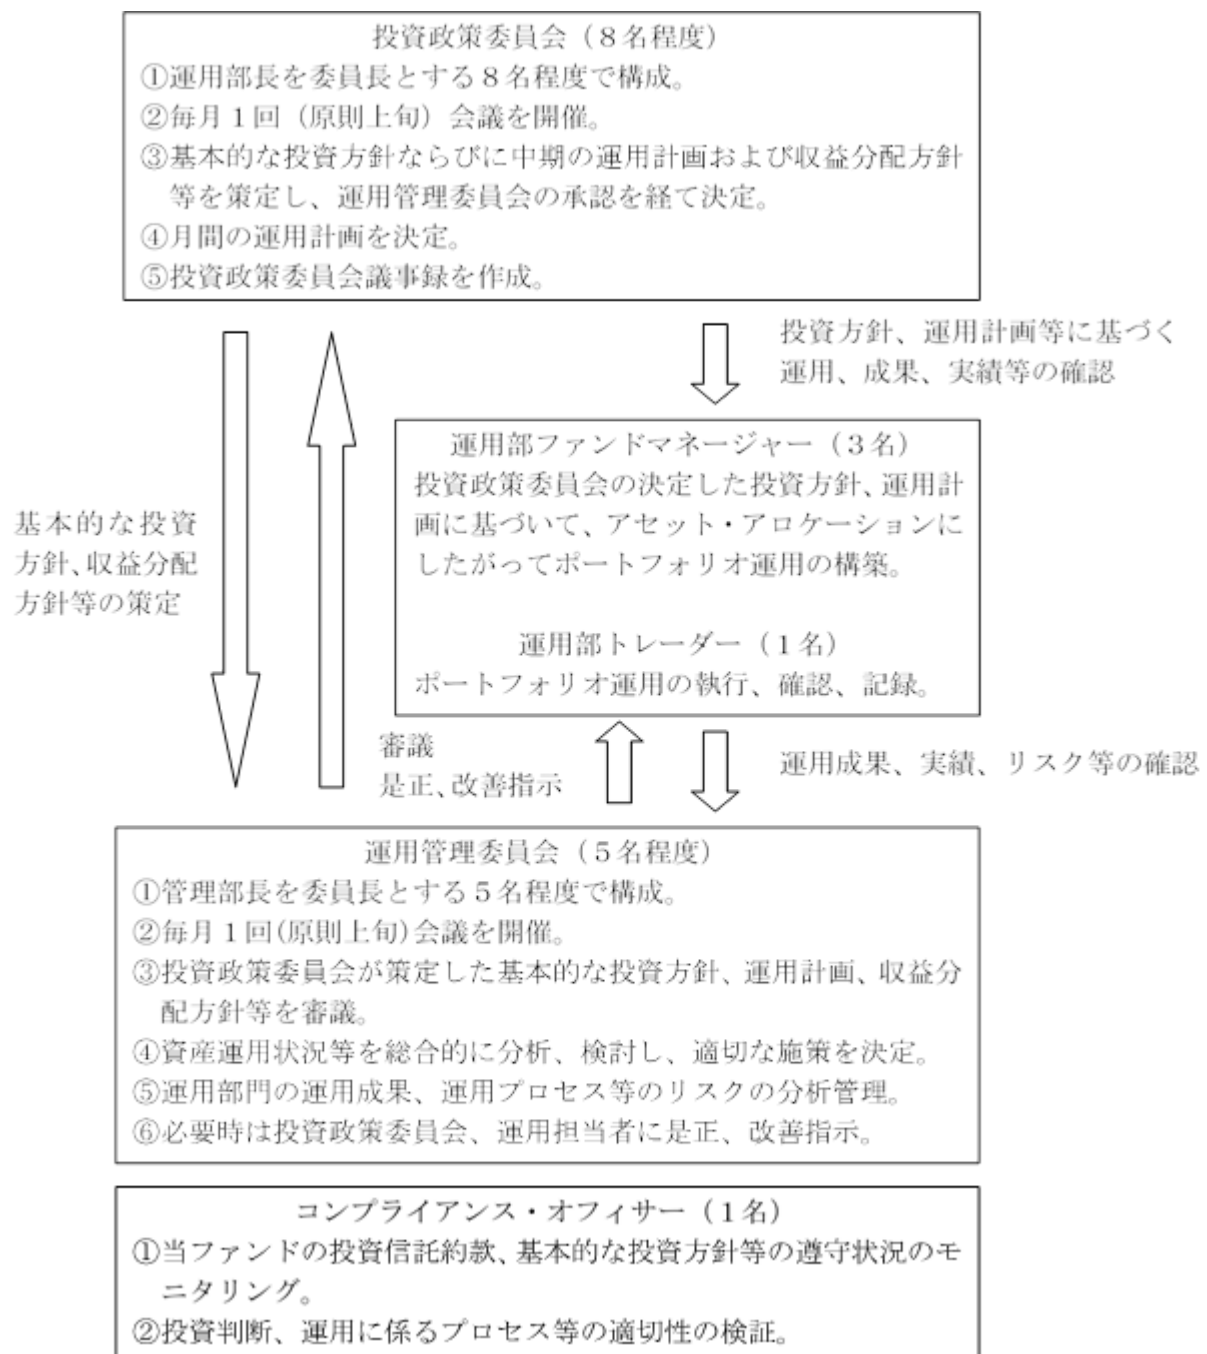 投資政策委員会（８名程度）
①運用部長を委員長とする８名程度で構成。
②毎月１回（原則上旬）会議を開催。
③基本的な投資方針ならびに中期の運用計画および収益分配方針
等を策定し、運用管理委員会の承認を経て決定。
④月間の運用計画を決定。
⑤投資政策委員会議事録を作成。
投資方針、運用計画等に基づく
運用、成果、実績等の確認
運用部ファンドマネージャー（３名）
投資政策委員会の決定した投資方針、運用計
画に基づいて、アセット・アロケーションに
したがってポートフォリオ運用の構築。
運用部トレーダー（１名）
ポートフォリオ運用の執行、確認、記録。
基本的な投資
方針、収益分配
方針等の策定
審議
是正、改善指示
運用成果、実績、リスク等の確認
運用管理委員会（５名程度）
①管理部長を委員長とする５名程度で構成。
②毎月１回(原則上旬)会議を開催。
③投資政策委員会が策定した基本的な投資方針、運用計画、収益分
配方針等を審議。
④資産運用状況等を総合的に分析、検討し、適切な施策を決定。
⑤運用部門の運用成果、運用プロセス等のリスクの分析管理。
⑥必要時は投資政策委員会、運用担当者に是正、改善指示。
コンプライアンス・オフィサー（１名）
①当ファンドの投資信託約款、基本的な投資方針等の遵守状況のモ
ニタリング。
②投資判断、運用に係るプロセス等の適切性の検証。